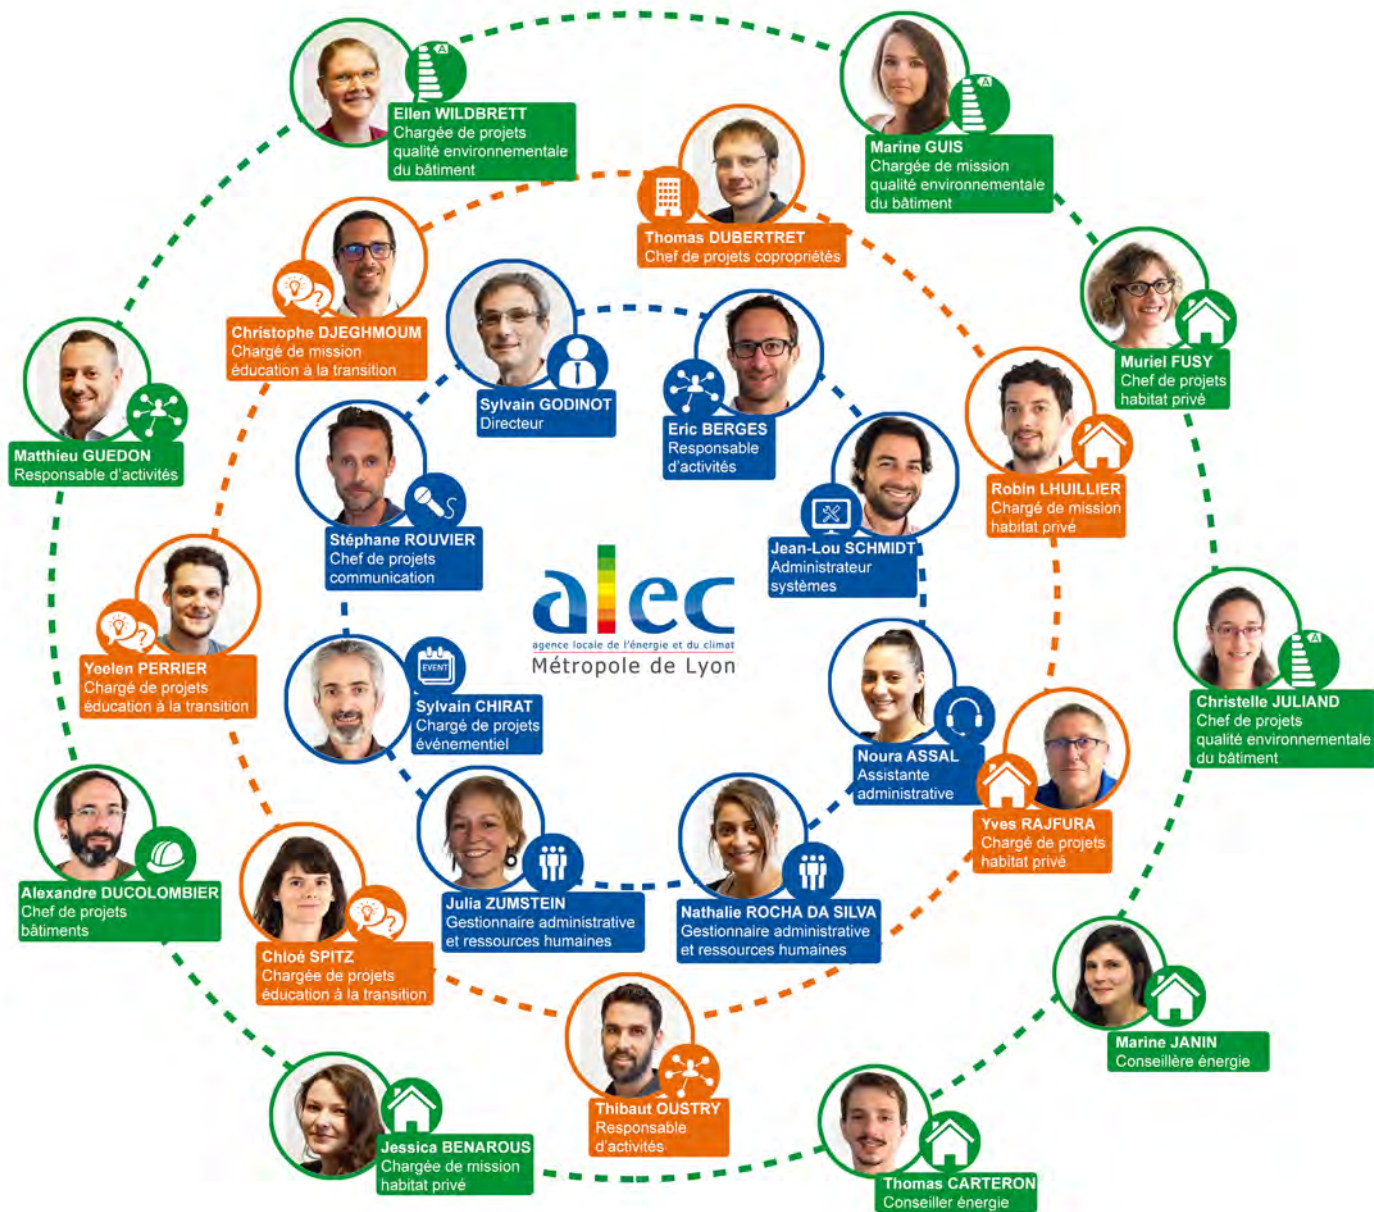 Ellen WILDBRETT
Chargée de projets
qualité environnementale
du bâtiment
A
Marine GUIS
Chargée de mission
qualité environnementale
du bâtiment
A
Thomas DUBERTRET
Chef de projets copropriétés
Christophe DJEGHMOUM
Chargé de mission
éducation à la transition
?
Muriel FUSY
Chef de projets
habitat privé
Sylvain GODINOT
Directeur
Eric BERGES
Responsable
d'activités
Matthieu GUEDON
Responsable d'activités
Robin LHUILLIER
Chargé de mission
habitat privé
Stéphane ROUVIER
Chef de projets
communication
Jean-Lou SCHMIDT
Administrateur
systèmes
alec
agence locale de l'énergie et du climat
Métropole de Lyon
Yeelen PERRIER
Chargé de projets
éducation à la transition
?
EVENT
Sylvain CHIRAT
Chargé de projets
événementiel
Christelle JULIAND
Chef de projets
qualité environnementale
du bâtiment
A
Noura ASSAL
Assistante
administrative
Yves RAJFURA
Chargé de projets
habitat privé
Alexandre DUCOLOMBIER
Chef de projets
bâtiments
Julia ZUMSTEIN
Gestionnaire administrative
et ressources humaines
Nathalie ROCHA DA SILVA
Gestionnaire administrative
et ressources humaines
Chloé SPITZ
Chargée de projets
éducation à la transition
?
Marine JANIN
Conseillère énergie
Thibaut OUSTRY
Responsable
d'activités
Jessica BENAROUS
Chargée de mission
habitat privé
Thomas CARTERON
Conseiller énergie